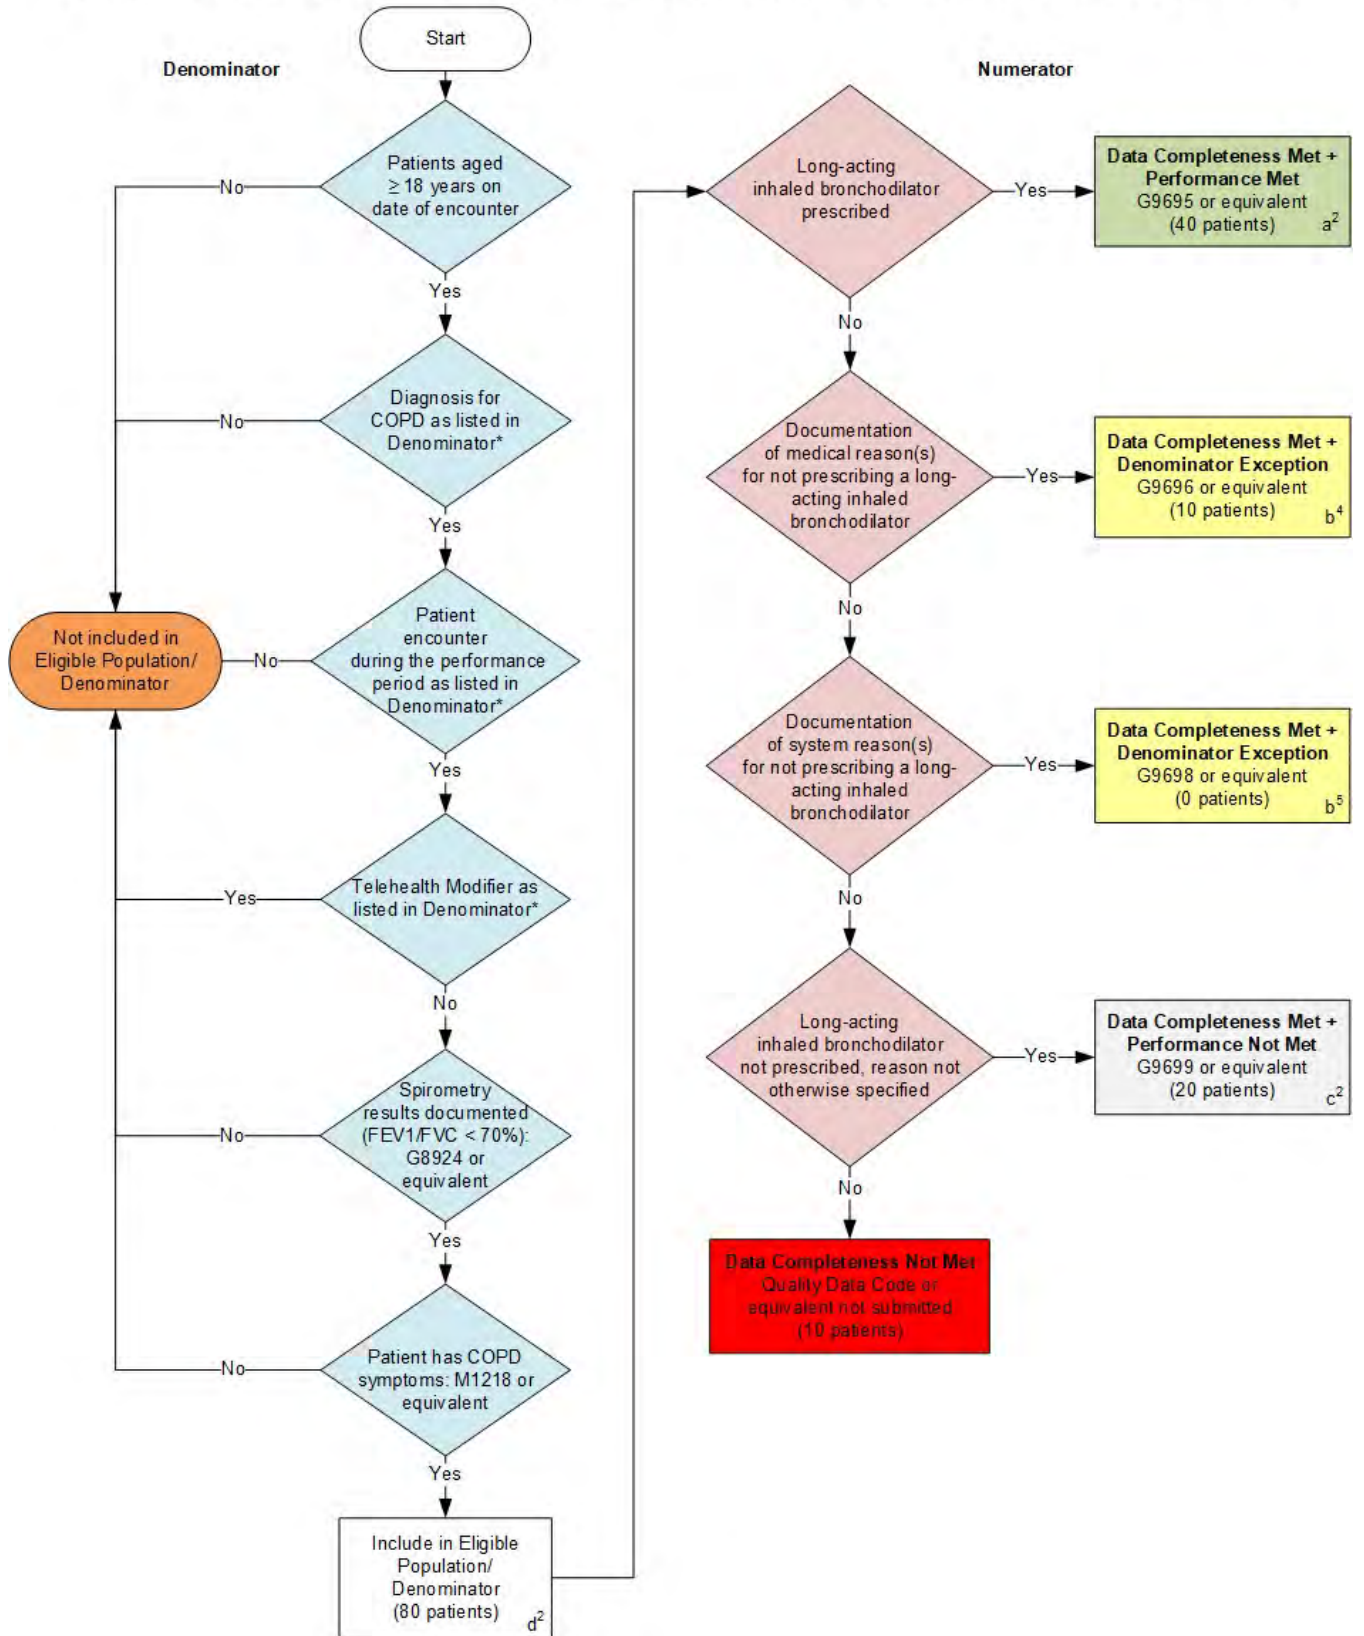 Start
Denominator
Patients aged
≥ 18 years on
date of encounter
No
Yes
Diagnosis for
COPD as listed in
Denominator*
No
Yes
Patient
encounter
during the performance
period as listed in
Denominator*
No
Not included in
Eligible Population/
Denominator
Yes
Telehealth Modifier as
listed in Denominator*
Yes
No
Spirometry
results documented
(FEV1/FVC < 70%):
G8924 or
equivalent
No
Yes
Patient has COPD
symptoms: M1218 or
equivalent
No
Yes
Include in Eligible
Population/
Denominator
(80 patients)
d²
Numerator
Long-acting
inhaled bronchodilator
prescribed
Yes
Data Completeness Met +
Performance Met
G9695 or equivalent
(40 patients)
a²
No
Documentation
of medical reason(s)
for not prescribing a long-
acting inhaled
bronchodilator
Yes
Data Completeness Met +
Denominator Exception
G9696 or equivalent
(10 patients)
b⁴
No
Documentation
of system reason(s)
for not prescribing a long-
acting inhaled
bronchodilator
Yes
Data Completeness Met +
Denominator Exception
G9698 or equivalent
(0 patients)
b⁵
No
Long-acting
inhaled bronchodilator
not prescribed, reason not
otherwise specified
Yes
Data Completeness Met +
Performance Not Met
G9699 or equivalent
(20 patients)
c²
No
Data Completeness Not Met
Quality Data Code or
equivalent not submitted
(10 patients)